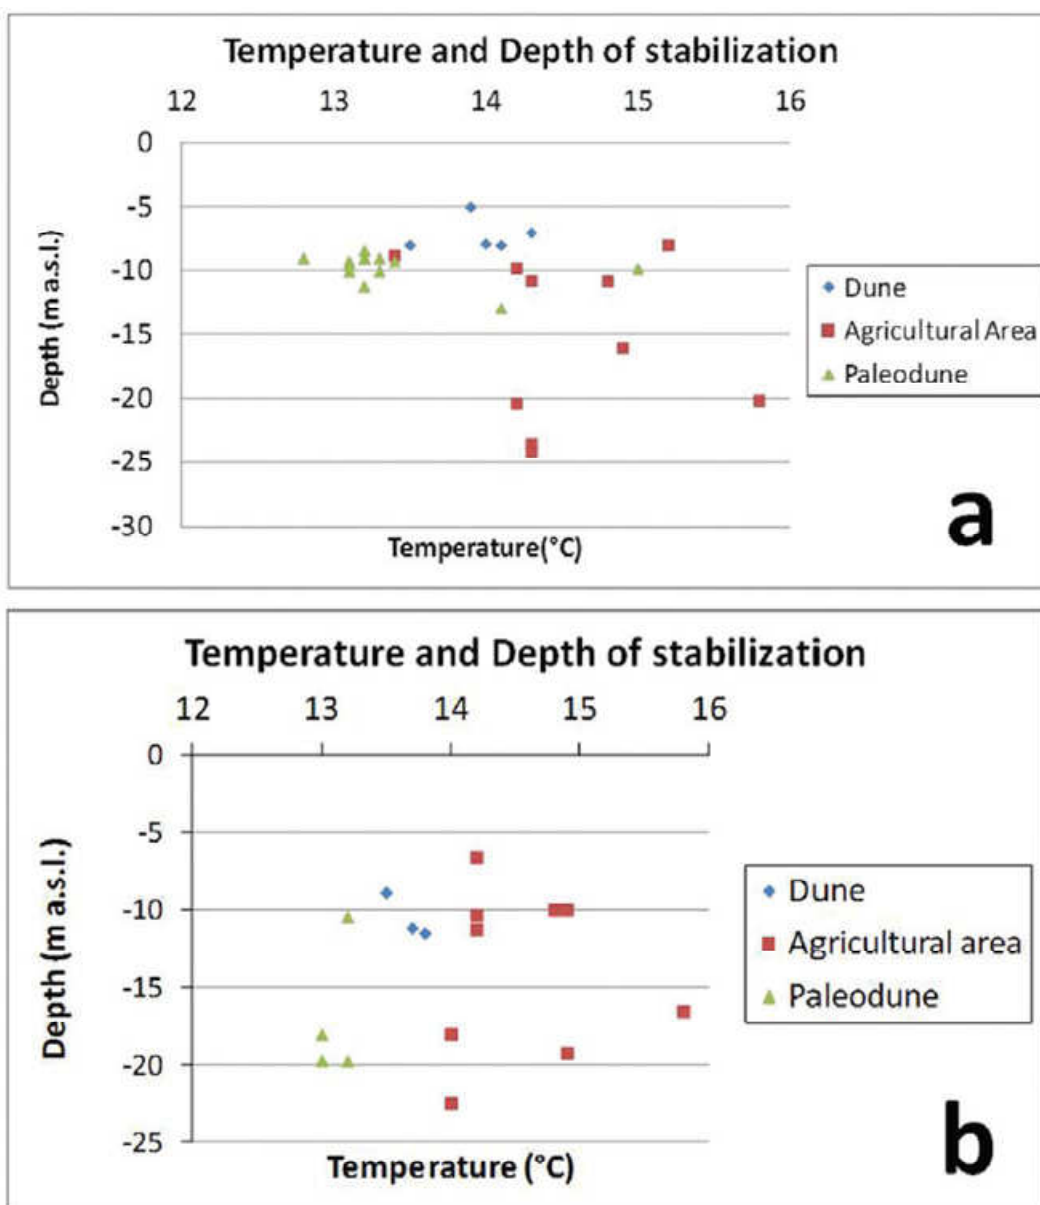 Temperature and Depth of stabilization
12 13 14 15 16
0
-5
-10
-15
-20
-25
-30
Depth (m a.s.l.)
Temperature(°C)
Dune
Agricultural Area
Paleodune
a
Temperature and Depth of stabilization
12 13 14 15 16
0
-5
-10
-15
-20
-25
Depth (m a.s.l.)
Temperature (°C)
Dune
Agricultural area
Paleodune
b